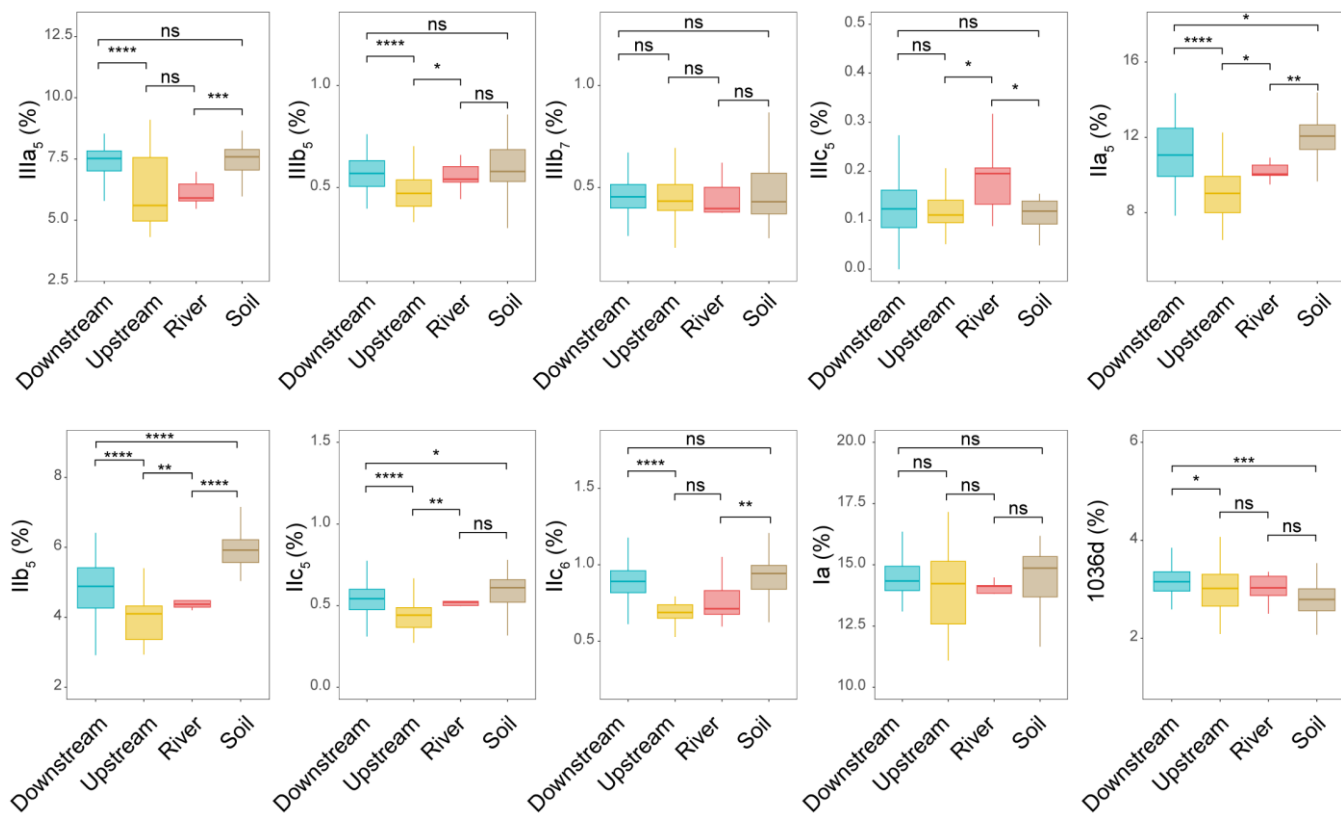 IIIa5 (%)
12.5
10.0
7.5
5.0
2.5
ns
****
ns
***
Downstream
Upstream
River
Soil
IIIb5 (%)
1.0
0.5
0.0
ns
****
*
ns
Downstream
Upstream
River
Soil
IIIb7 (%)
1.0
0.5
0.0
ns
ns
ns
ns
Downstream
Upstream
River
Soil
IIIc5 (%)
0.5
0.4
0.3
0.2
0.1
0.0
ns
ns
*
*
Downstream
Upstream
River
Soil
IIa5 (%)
16
12
8
*
****
*
**
Downstream
Upstream
River
Soil
IIb5 (%)
8
6
4
2
****
****
**
****
Downstream
Upstream
River
Soil
IIc5 (%)
1.5
1.0
0.5
0.0
*
****
**
ns
Downstream
Upstream
River
Soil
IIc6 (%)
1.5
1.0
0.5
ns
****
ns
**
Downstream
Upstream
River
Soil
Ia (%)
20.0
17.5
15.0
12.5
10.0
ns
ns
ns
ns
Downstream
Upstream
River
Soil
1036d (%)
6
4
2
***
*
ns
ns
Downstream
Upstream
River
Soil